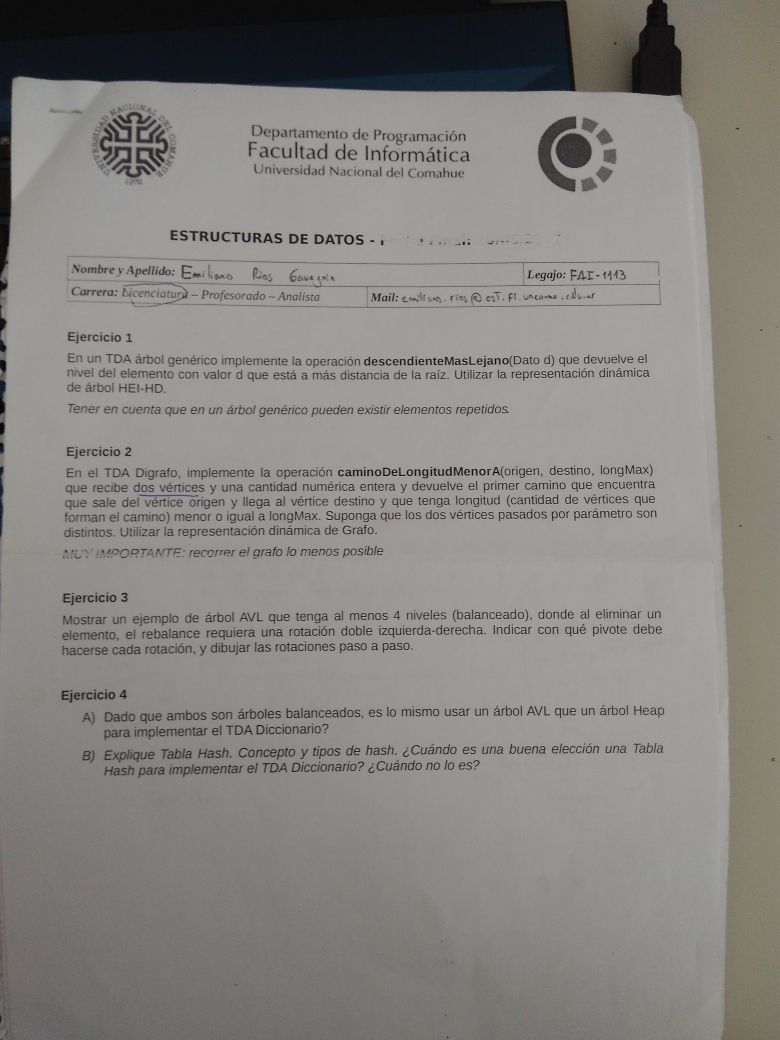 UNIVERSIDAD NACIONAL DEL COMAHUE
1972
Departamento de Programación
Facultad de Informática
Universidad Nacional del Comahue
ESTRUCTURAS DE DATOS -
Nombre y Apellido: Emiliano Rios Legajo: FAI-1113
Carrera: Licenciatura – Profesorado – Analista Mail: emiliano.rios@est.fi.uncoma.edu.ar
Ejercicio 1
En un TDA árbol genérico implemente la operación descendienteMasLejano(Dato d) que devuelve el
nivel del elemento con valor d que está a más distancia de la raíz. Utilizar la representación dinámica
de árbol HEI-HD.
Tener en cuenta que en un árbol genérico pueden existir elementos repetidos.
Ejercicio 2
En el TDA Digrafo, implemente la operación caminoDeLongitudMenorA(origen, destino, longMax)
que recibe dos vértices y una cantidad numérica entera y devuelve el primer camino que encuentra
que sale del vértice origen y llega al vértice destino y que tenga longitud (cantidad de vértices que
forman el camino) menor o igual a longMax. Suponga que los dos vértices pasados por parámetro son
distintos. Utilizar la representación dinámica de Grafo.
MUY IMPORTANTE: recorrer el grafo lo menos posible
Ejercicio 3
Mostrar un ejemplo de árbol AVL que tenga al menos 4 niveles (balanceado), donde al eliminar un
elemento, el rebalance requiera una rotación doble izquierda-derecha. Indicar con qué pivote debe
hacerse cada rotación, y dibujar las rotaciones paso a paso.
Ejercicio 4
A) Dado que ambos son árboles balanceados, es lo mismo usar un árbol AVL que un árbol Heap
para implementar el TDA Diccionario?
B) Explique Tabla Hash. Concepto y tipos de hash. ¿Cuándo es una buena elección una Tabla
Hash para implementar el TDA Diccionario? ¿Cuándo no lo es?